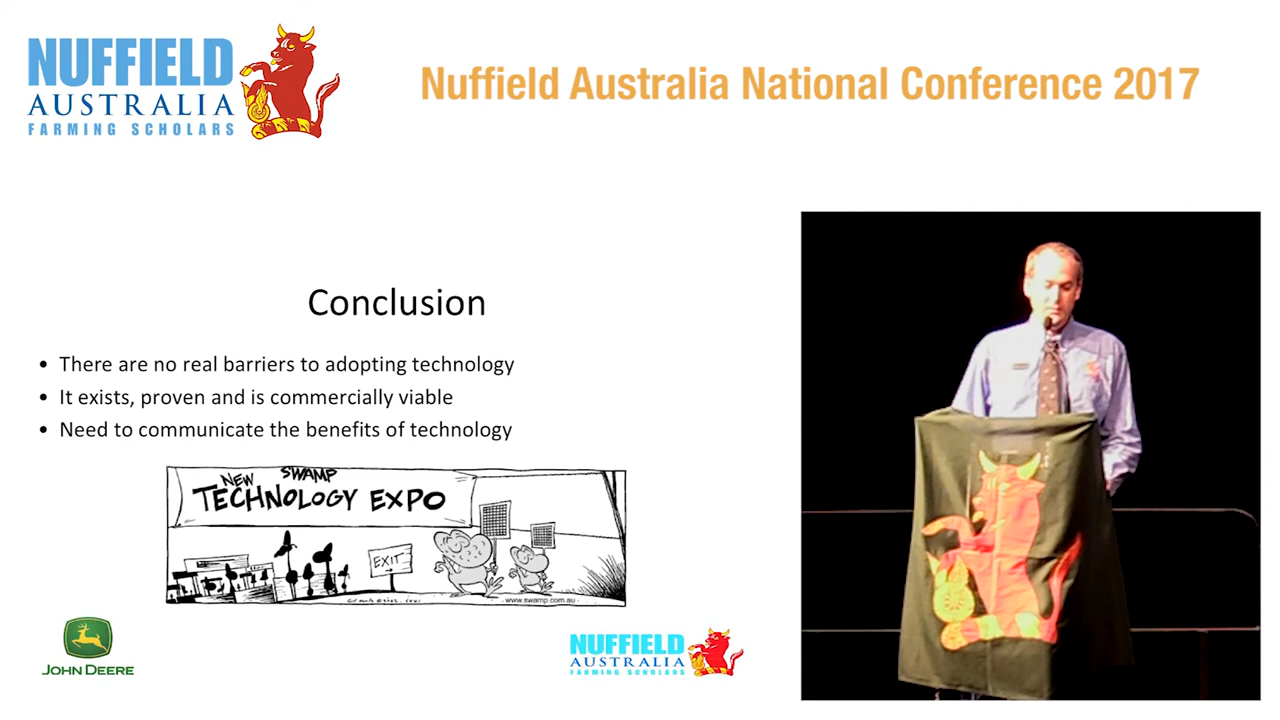 NUFFIELD
AUSTRALIA
FARMING SCHOLARS
Nuffield Australia National Conference 2017
Conclusion
• There are no real barriers to adopting technology
• It exists, proven and is commercially viable
• Need to communicate the benefits of technology
NEW SWAMP
TECHNOLOGY EXPO
EXIT
www.swamp.com.au
JOHN DEERE
NUFFIELD
AUSTRALIA
FARMING SCHOLARS